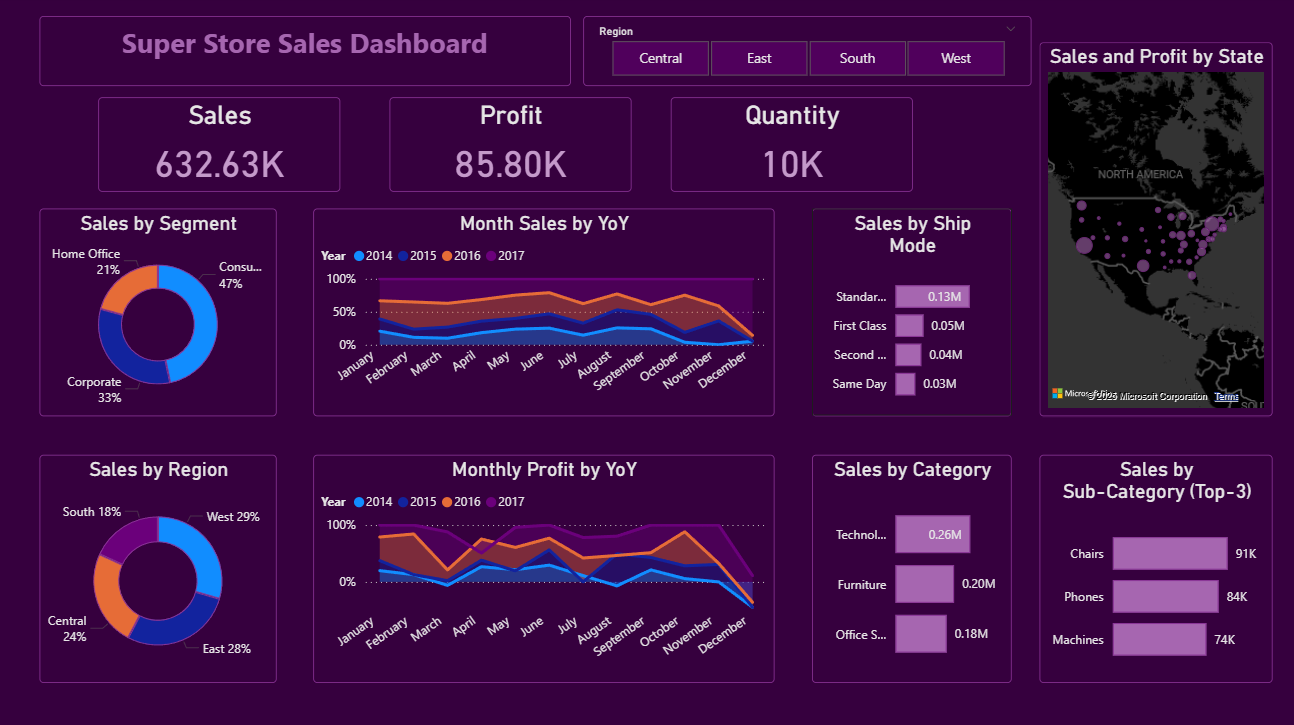 Super Store Sales Dashboard
Region
Central
East
South
West
Sales
632.63K
Profit
85.80K
Quantity
10K
Sales and Profit by State
NORTH AMERICA
© 2025 Microsoft Corporation
Terms
Sales by Segment
Home Office
21%
Consu...
47%
Corporate
33%
Month Sales by YoY
Year 2014 2015 2016 2017
100%
50%
0%
January
February
March
April
May
June
July
August
September
October
November
December
Sales by Ship
Mode
Standar... 0.13M
First Class 0.05M
Second ... 0.04M
Same Day 0.03M
Sales by Region
South 18%
West 29%
Central
24%
East 28%
Monthly Profit by YoY
Year 2014 2015 2016 2017
100%
0%
January
February
March
April
May
June
July
August
September
October
November
December
Sales by Category
Technol... 0.26M
Furniture 0.20M
Office S... 0.18M
Sales by
Sub-Category (Top-3)
Chairs 91K
Phones 84K
Machines 74K